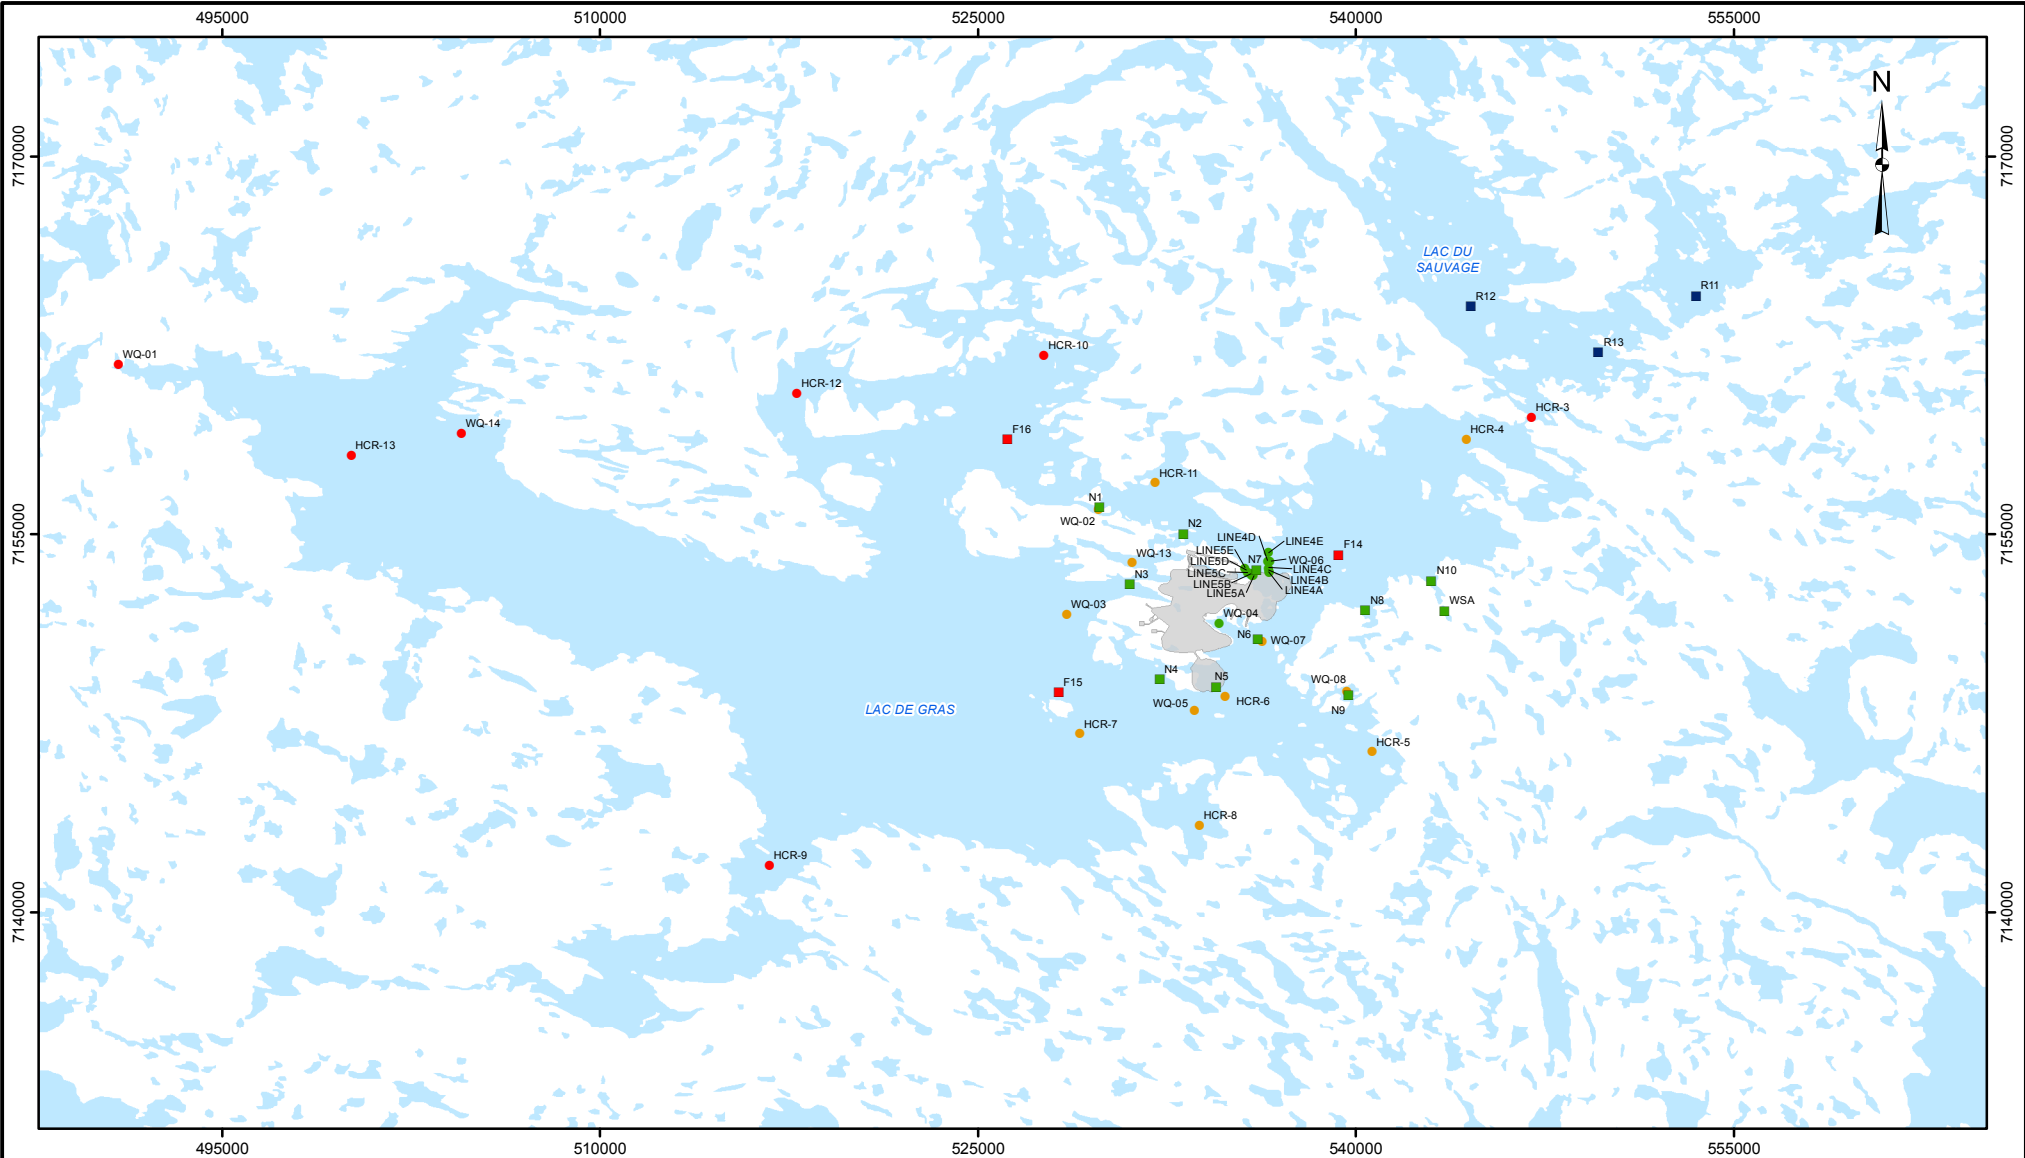 495000
510000
525000
540000
555000
N
7170000
7170000
LAC DU
SAUVAGE
R11
R12
R13
WQ-01
HCR-10
HCR-12
HCR-3
WQ-14
F16
HCR-4
HCR-13
HCR-11
N1
WQ-02
7155000
7155000
N2
LINE4D
LINE4E
F14
LINE5E
WQ-13
LINE5D
N7
WQ-06
LINE5C
LINE4C
N3
LINE5B
LINE4B
N10
LINE5A
LINE4A
WQ-03
WQ-04
N8
WSA
N6
WQ-07
N4
F15
N5
WQ-08
WQ-05
HCR-6
N9
LAC DE GRAS
HCR-7
HCR-5
HCR-8
HCR-9
7140000
7140000
495000
510000
525000
540000
555000